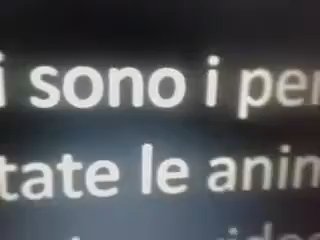 i sono i per
tate le anim